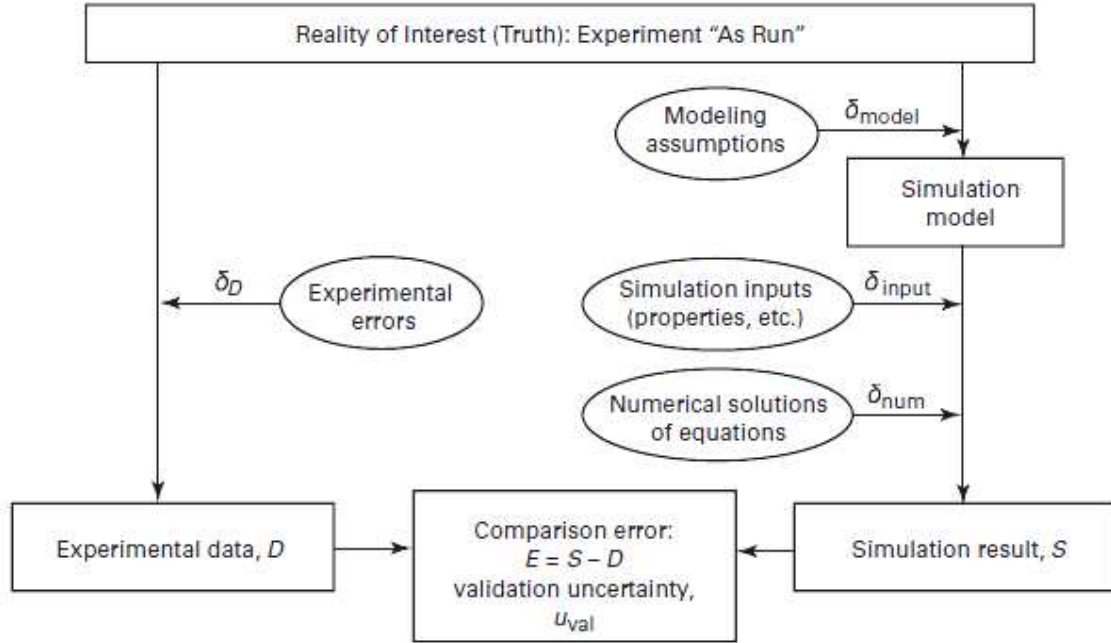 Reality of Interest (Truth): Experiment “As Run”
Modeling
assumptions
δmodel
Simulation
model
δD
Experimental
errors
Simulation inputs
(properties, etc.)
δinput
Numerical solutions
of equations
δnum
Experimental data, D
Comparison error:
E = S – D
validation uncertainty,
uval
Simulation result, S